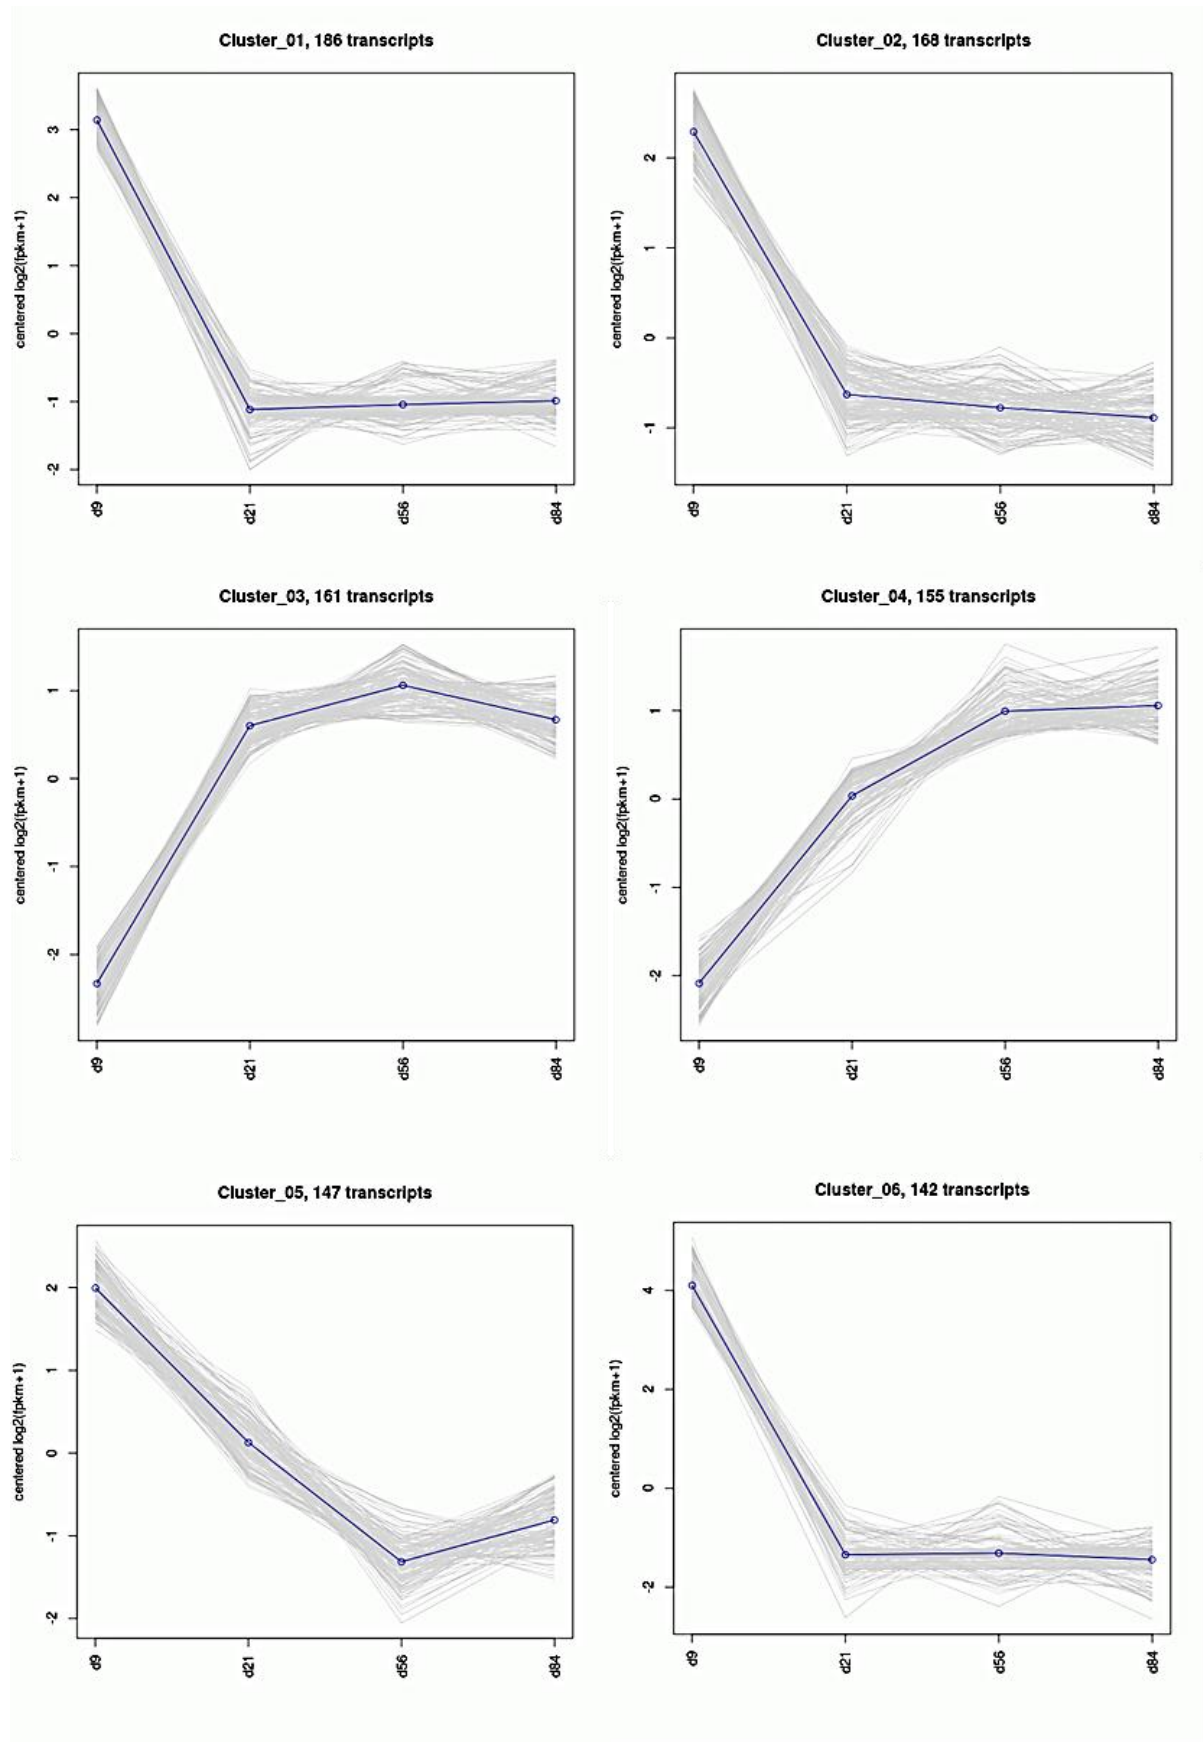 Cluster_01, 186 transcripts
centered log2(fpkm+1)
3
2
1
0
-1
-2
d9
d21
d56
d84
Cluster_02, 168 transcripts
centered log2(fpkm+1)
2
1
0
-1
d9
d21
d56
d84
Cluster_03, 161 transcripts
centered log2(fpkm+1)
1
0
-1
-2
d9
d21
d56
d84
Cluster_04, 155 transcripts
centered log2(fpkm+1)
1
0
-1
-2
d9
d21
d56
d84
Cluster_05, 147 transcripts
centered log2(fpkm+1)
2
1
0
-1
-2
d9
d21
d56
d84
Cluster_06, 142 transcripts
centered log2(fpkm+1)
4
2
0
-2
d9
d21
d56
d84